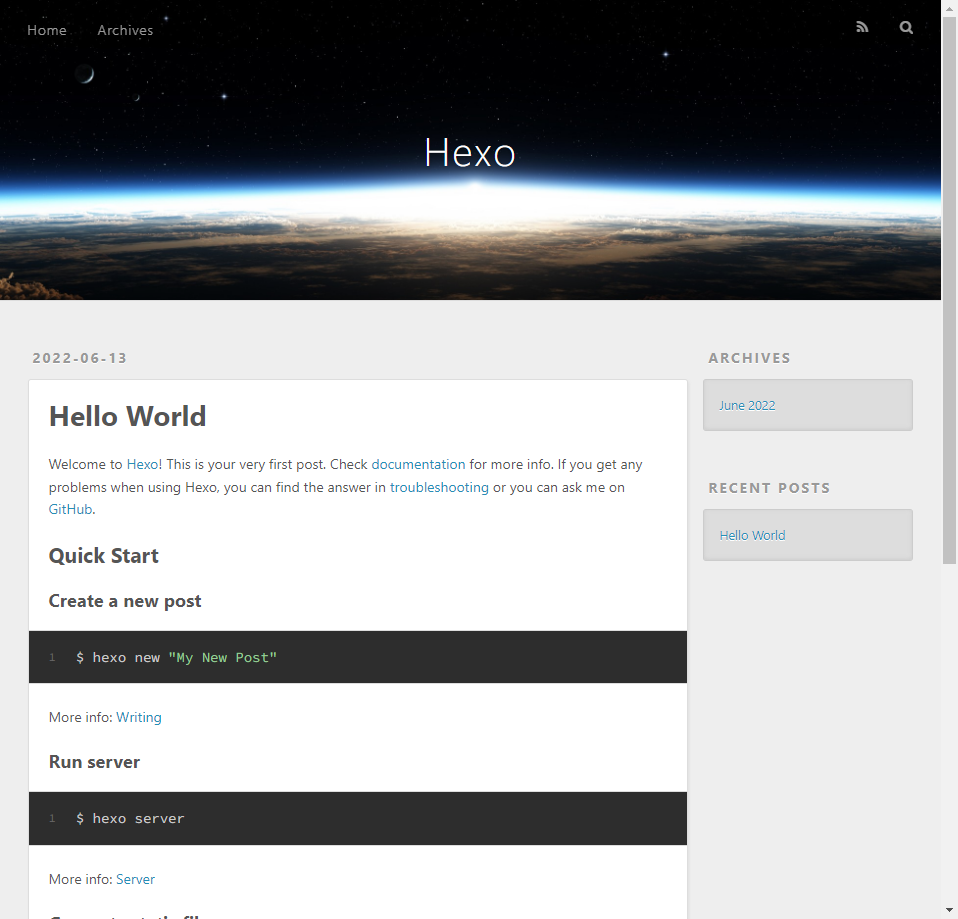 Home Archives
Hexo
2022-06-13
Hello World
Welcome to Hexo! This is your very first post. Check documentation for more info. If you get any
problems when using Hexo, you can find the answer in troubleshooting or you can ask me on
GitHub.
Quick Start
Create a new post
1 $ hexo new "My New Post"
More info: Writing
Run server
1 $ hexo server
More info: Server
ARCHIVES
June 2022
RECENT POSTS
Hello World